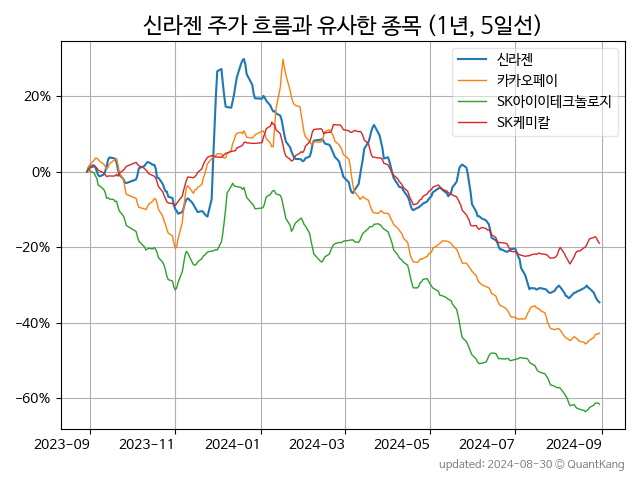 신라젠 주가 흐름과 유사한 종목 (1년, 5일선)
신라젠
카카오페이
SK아이이테크놀로지
SK케미칼
20%
0%
−20%
−40%
−60%
2023-09 2023-11 2024-01 2024-03 2024-05 2024-07 2024-09
updated: 2024-08-30 © QuantKang